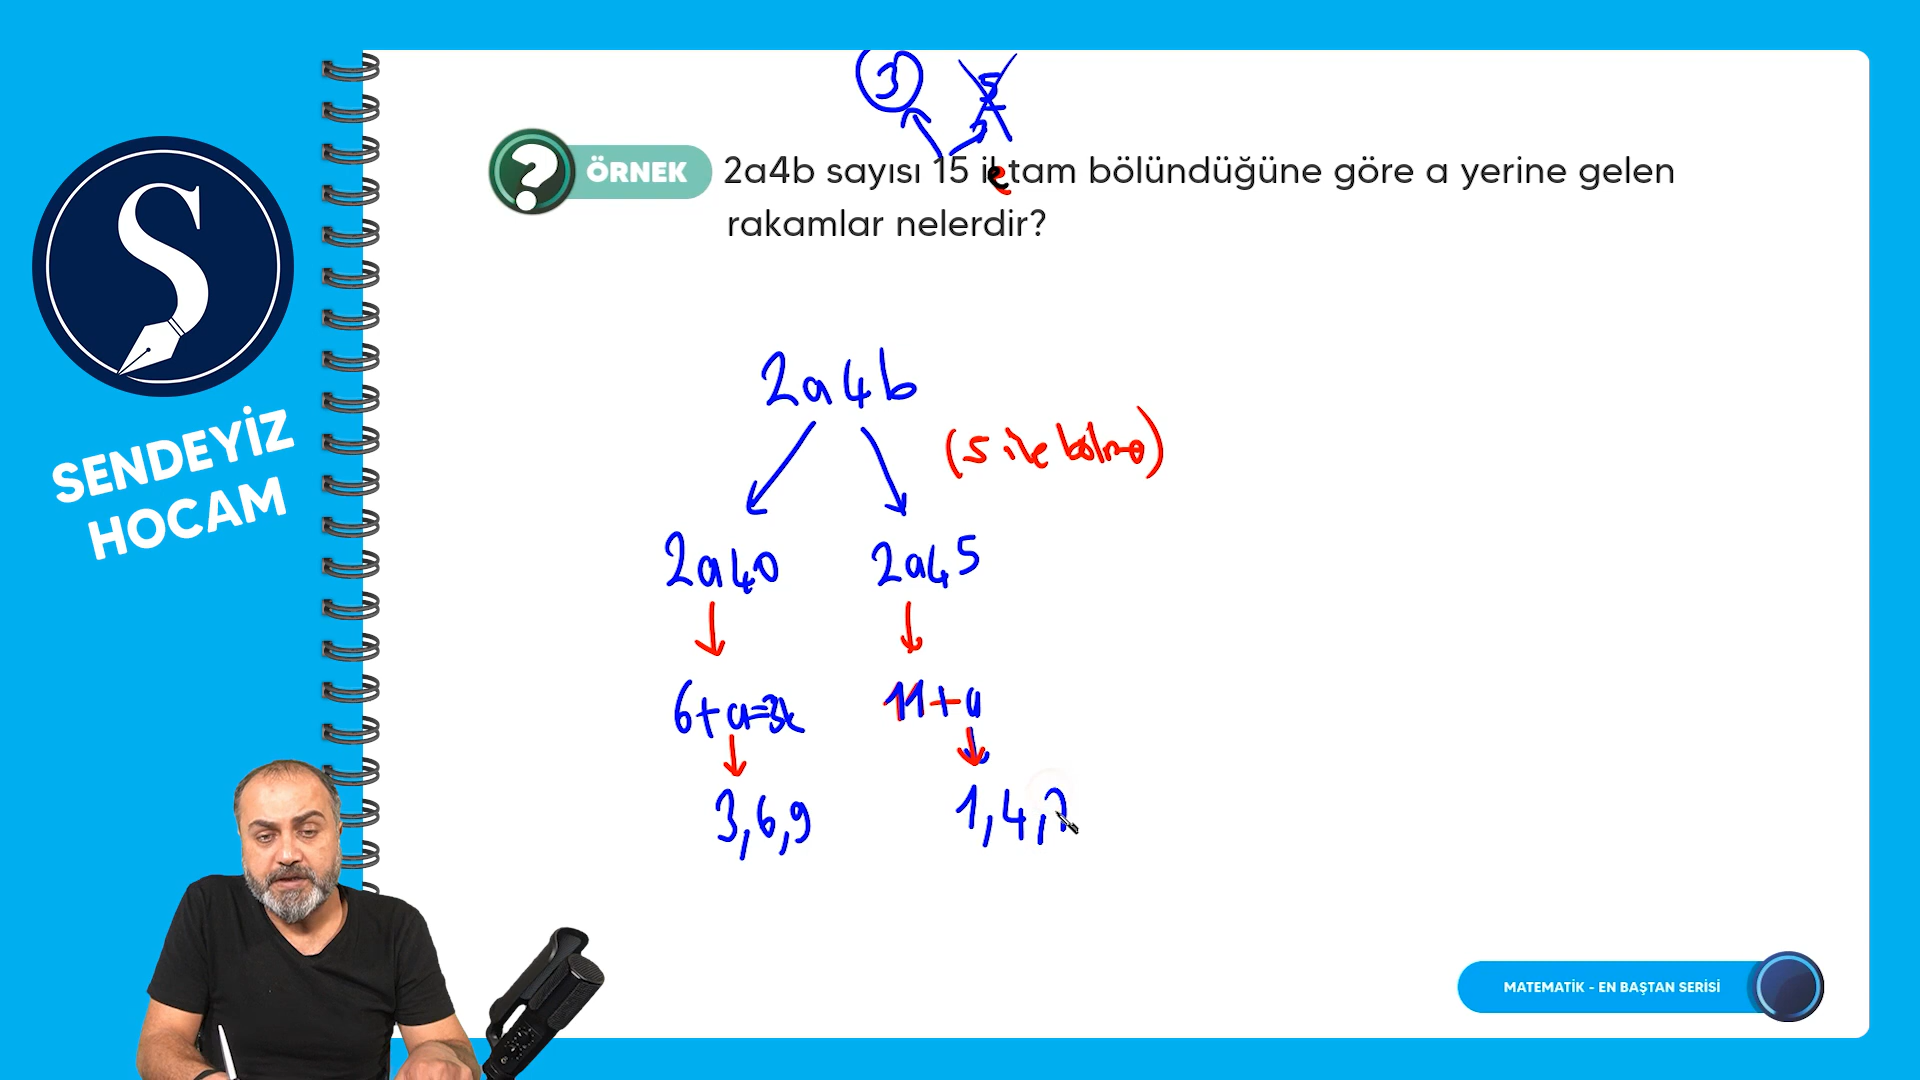 3 5
ÖRNEK 2a4b sayısı 15 ile tam bölündüğüne göre a yerine gelen
rakamlar nelerdir?
SENDEYİZ
HOCAM
2a4b
(5 ile bölme)
2a40 2a45
6+a=3k 11+a
3,6,9 1,4,7
MATEMATİK - EN BAŞTAN SERİSİ